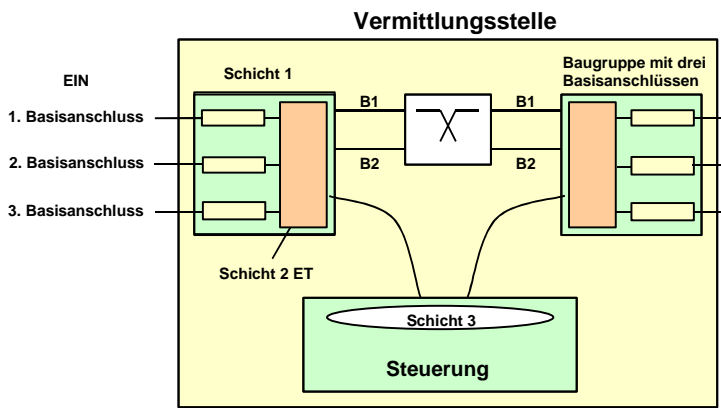 Vermittlungsstelle
EIN
Schicht 1
Baugruppe mit drei
Basisanschlüssen
B1
B1
1. Basisanschluss
2. Basisanschluss
B2
B2
3. Basisanschluss
Schicht 2 ET
Schicht 3
Steuerung